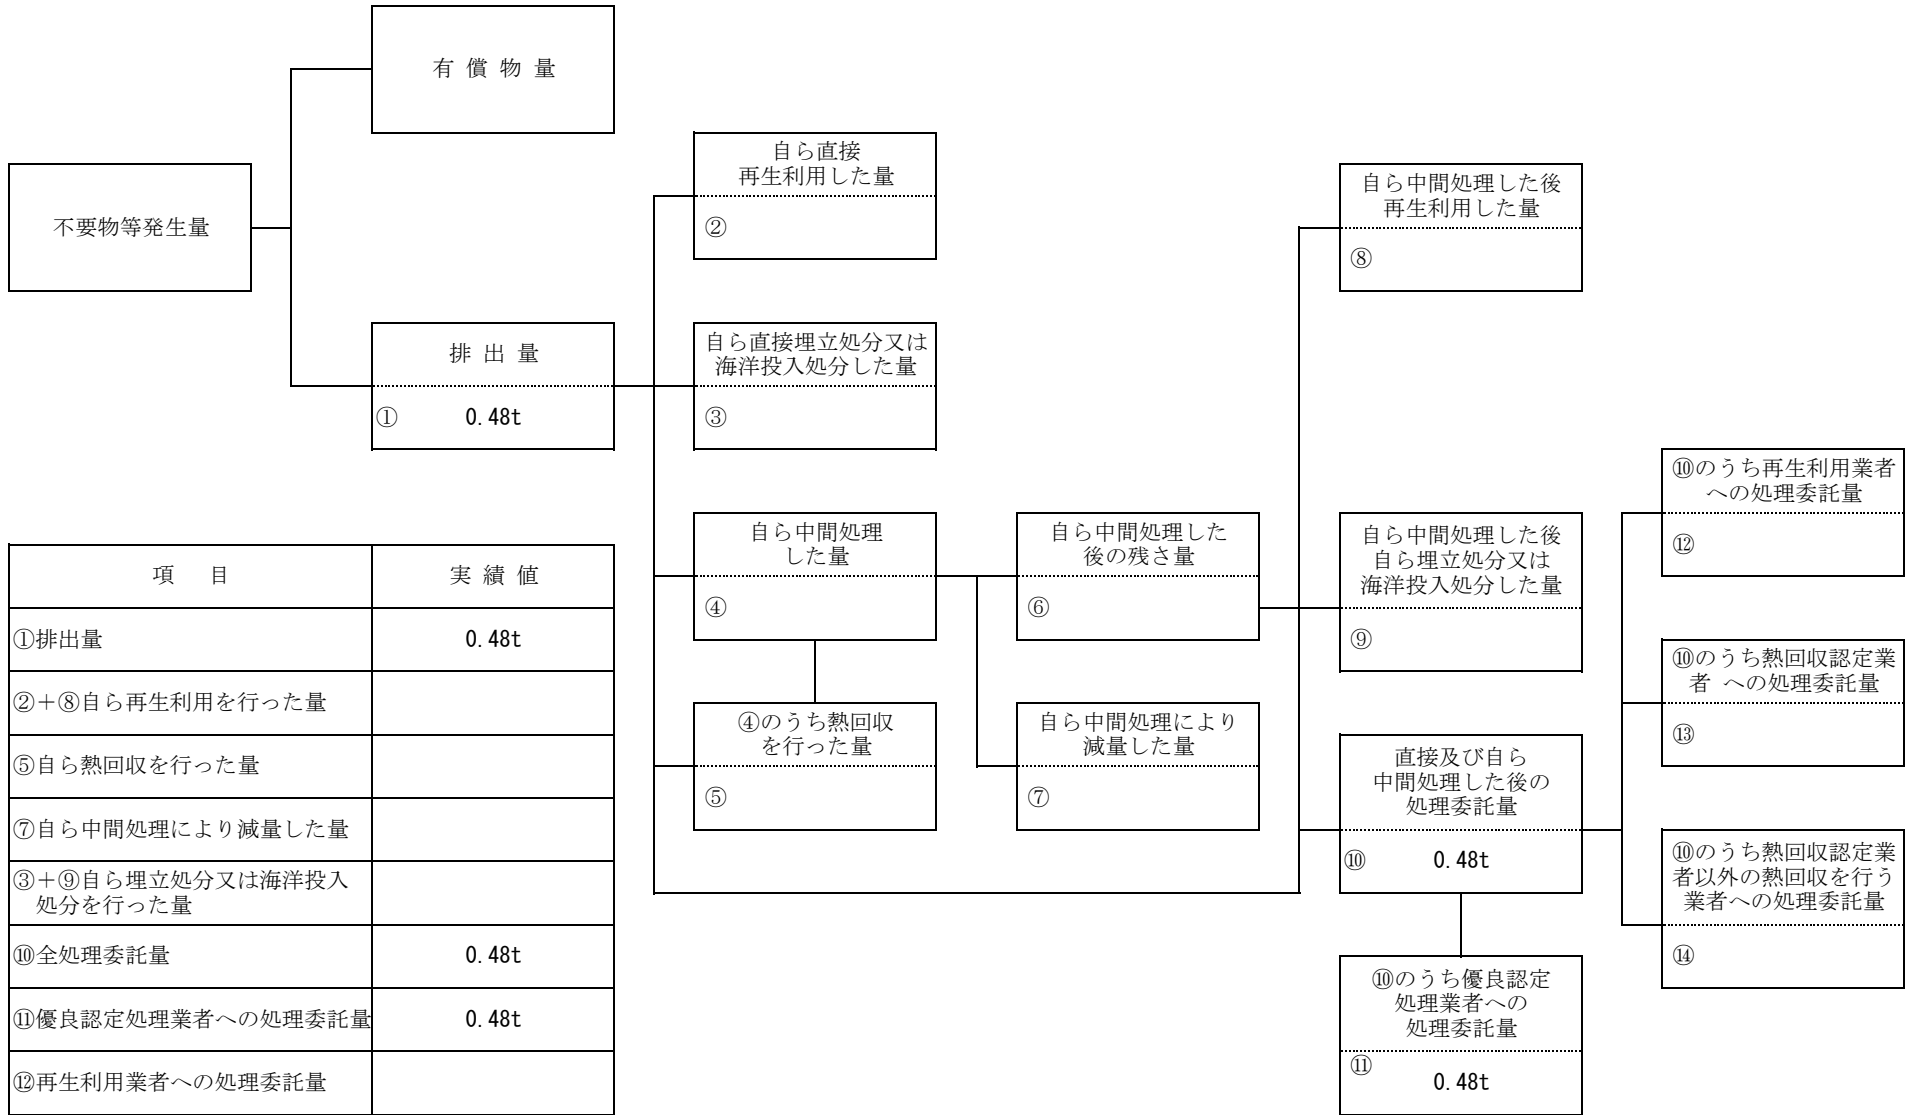 有 償 物 量
不要物等発生量
排 出 量
① 0.48t
自ら直接
再生利用した量
②
自ら直接埋立処分又は
海洋投入処分した量
③
自ら中間処理
した量
④
④のうち熱回収
を行った量
⑤
自ら中間処理した
後の残さ量
⑥
自ら中間処理により
減量した量
⑦
自ら中間処理した後
再生利用した量
⑧
自ら中間処理した後
自ら埋立処分又は
海洋投入処分した量
⑨
直接及び自ら
中間処理した後の
処理委託量
⑩ 0.48t
⑩のうち優良認定
処理業者への
処理委託量
⑪ 0.48t
⑩のうち再生利用業者
への処理委託量
⑫
⑩のうち熱回収認定業
者 への処理委託量
⑬
⑩のうち熱回収認定業
者以外の熱回収を行う
業者への処理委託量
⑭
項 目 実 績 値
①排出量 0.48t
②＋⑧自ら再生利用を行った量
⑤自ら熱回収を行った量
⑦自ら中間処理により減量した量
③＋⑨自ら埋立処分又は海洋投入
処分を行った量
⑩全処理委託量 0.48t
⑪優良認定処理業者への処理委託量 0.48t
⑫再生利用業者への処理委託量